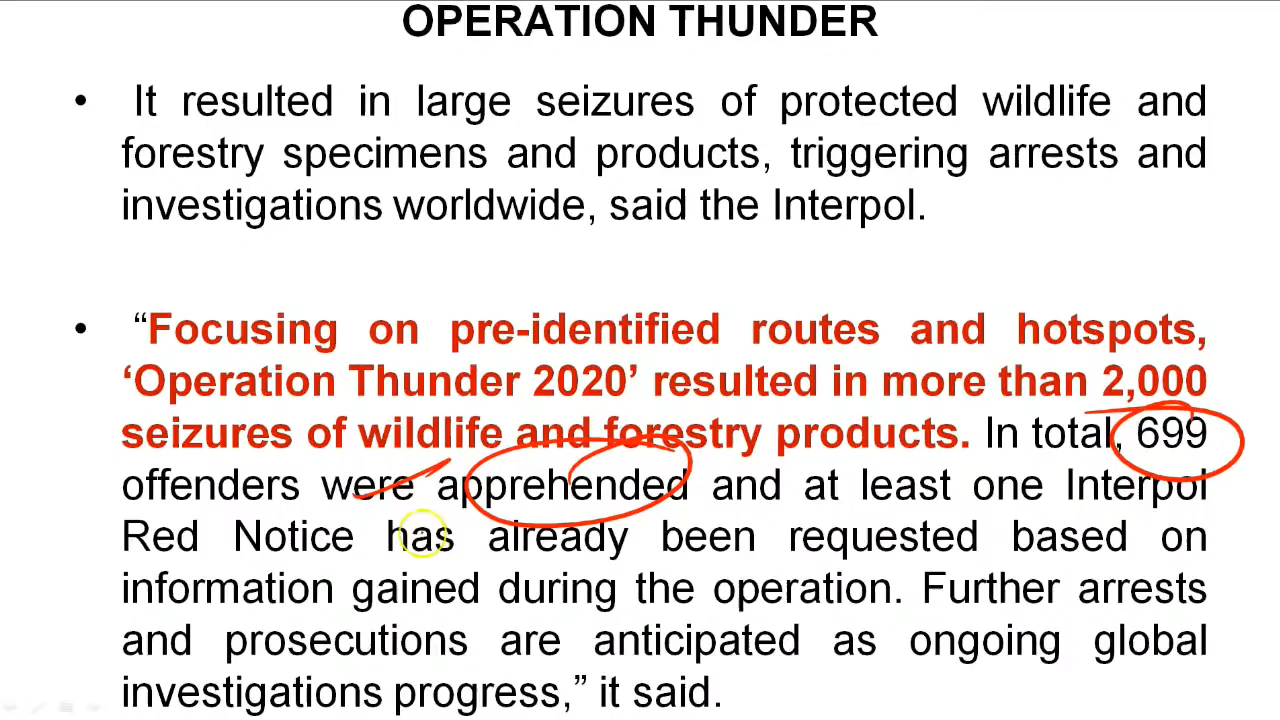 OPERATION THUNDER
• It resulted in large seizures of protected wildlife and
forestry specimens and products, triggering arrests and
investigations worldwide, said the Interpol.
• “Focusing on pre-identified routes and hotspots,
‘Operation Thunder 2020’ resulted in more than 2,000
seizures of wildlife and forestry products. In total, 699
offenders were apprehended and at least one Interpol
Red Notice has already been requested based on
information gained during the operation. Further arrests
and prosecutions are anticipated as ongoing global
investigations progress,” it said.